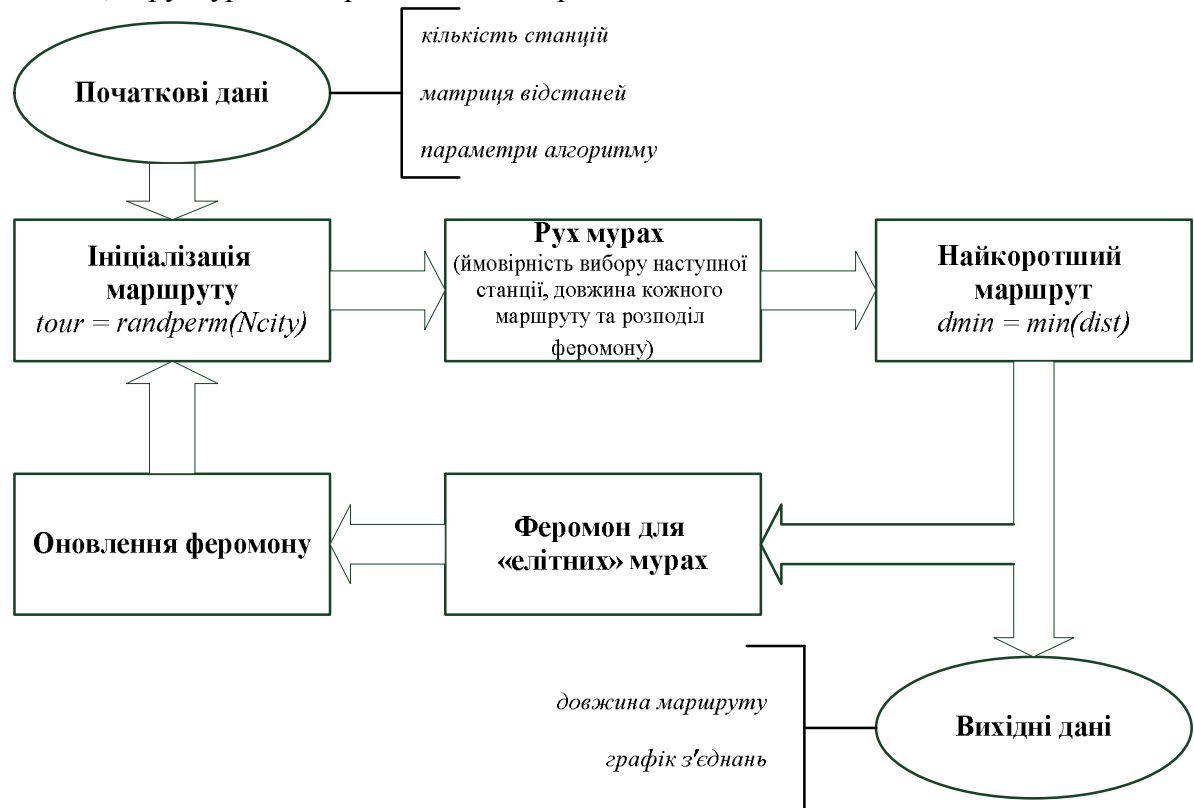 кількість станцій
Початкові дані
матриця відстаней
параметри алгоритму
Ініціалізація
маршруту
tour = randperm(Ncity)
Рух мурах
(ймовірність вибору наступної
станції, довжина кожного
маршруту та розподіл
феромону)
Найкоротший
маршрут
dmin = min(dist)
Оновлення феромону
Феромон для
«елітних» мурах
довжина маршруту
графік з'єднань
Вихідні дані